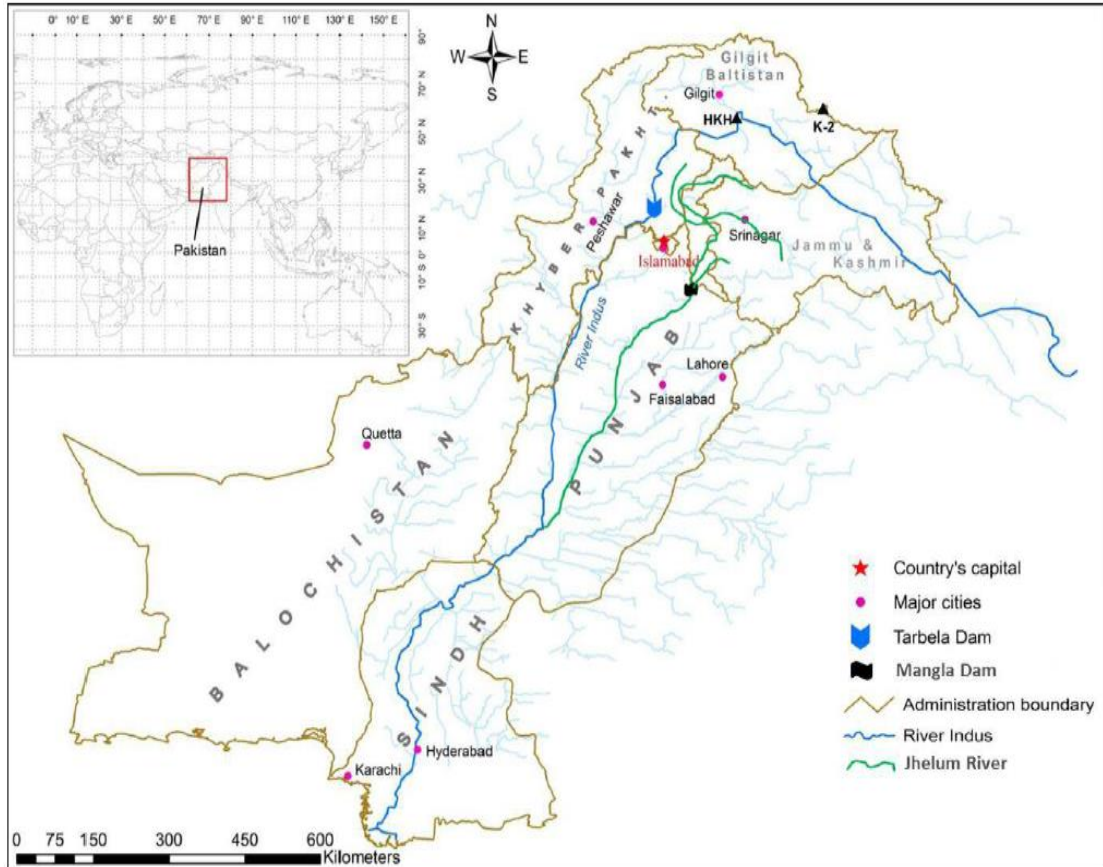 0° 10° E 30° E 50° E 70° E 90° E 110° E 130° E 150° E
90°
70° N
50° N
30° N
10° N
0° S
10° S
30° S
Pakistan
N
W E
S
Gilgit
Baltistan
Gilgit
HKH
K-2
KHYBER PAKHT
Peshawar
Islamabad
Srinagar
Jammu &
Kashmir
River Indus
PUNJAB
Lahore
Faisalabad
Quetta
BALOCHISTAN
SINDH
Hyderabad
Karachi
Country's capital
Major cities
Tarbela Dam
Mangla Dam
Administration boundary
River Indus
Jhelum River
0 75 150 300 450 600
Kilometers